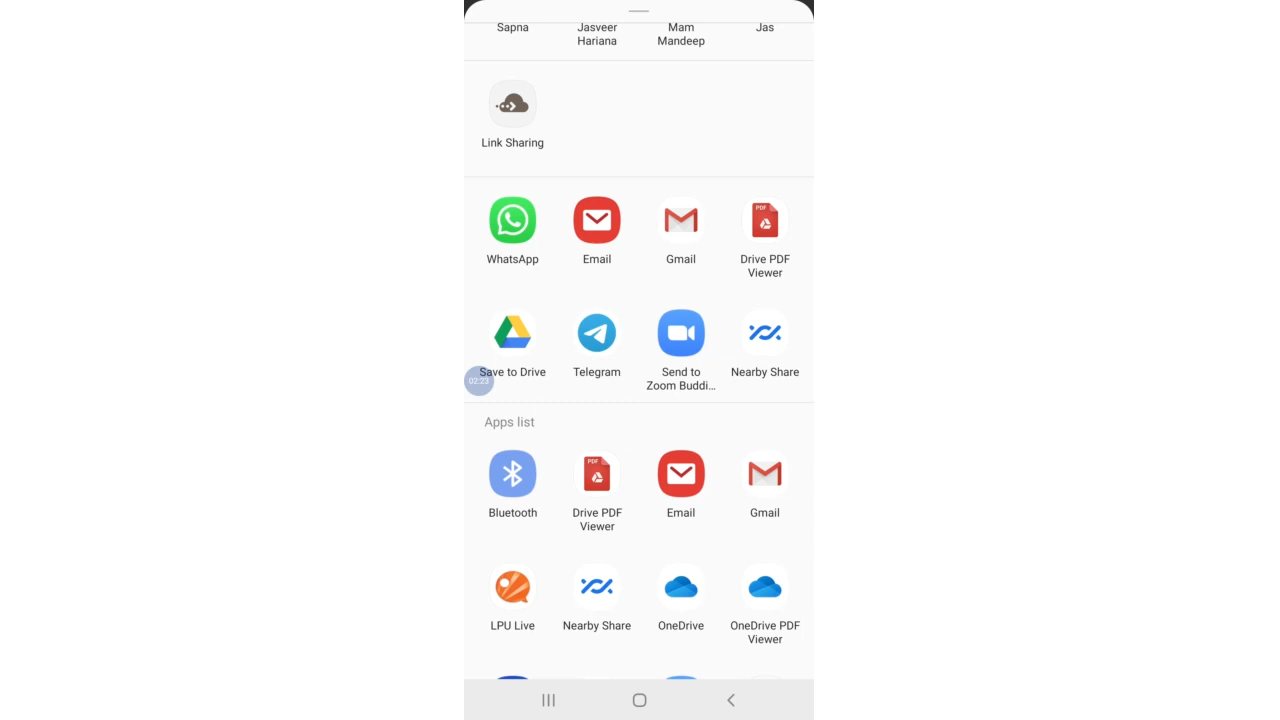 Sapna
Jasveer
Hariana
Mam
Mandeep
Jas
Link Sharing
WhatsApp
Email
Gmail
PDF
Drive PDF
Viewer
Save to Drive
02:23
Telegram
Send to
Zoom Buddi...
Nearby Share
Apps list
Bluetooth
PDF
Drive PDF
Viewer
Email
Gmail
LPU Live
Nearby Share
OneDrive
OneDrive PDF
Viewer